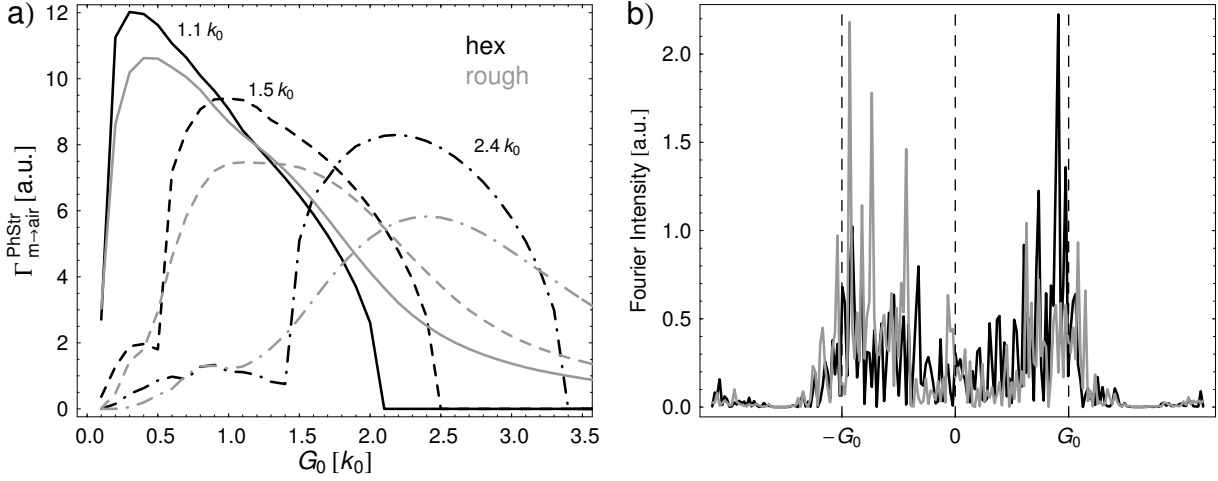 a)
12
10
8
6
4
2
0
Γ^PhStr_m→air [a.u.]
1.1 k₀
1.5 k₀
2.4 k₀
hex
rough
0.0 0.5 1.0 1.5 2.0 2.5 3.0 3.5
G₀ [k₀]
b)
2.0
1.5
1.0
0.5
0.0
Fourier Intensity [a.u.]
−G₀ 0 G₀